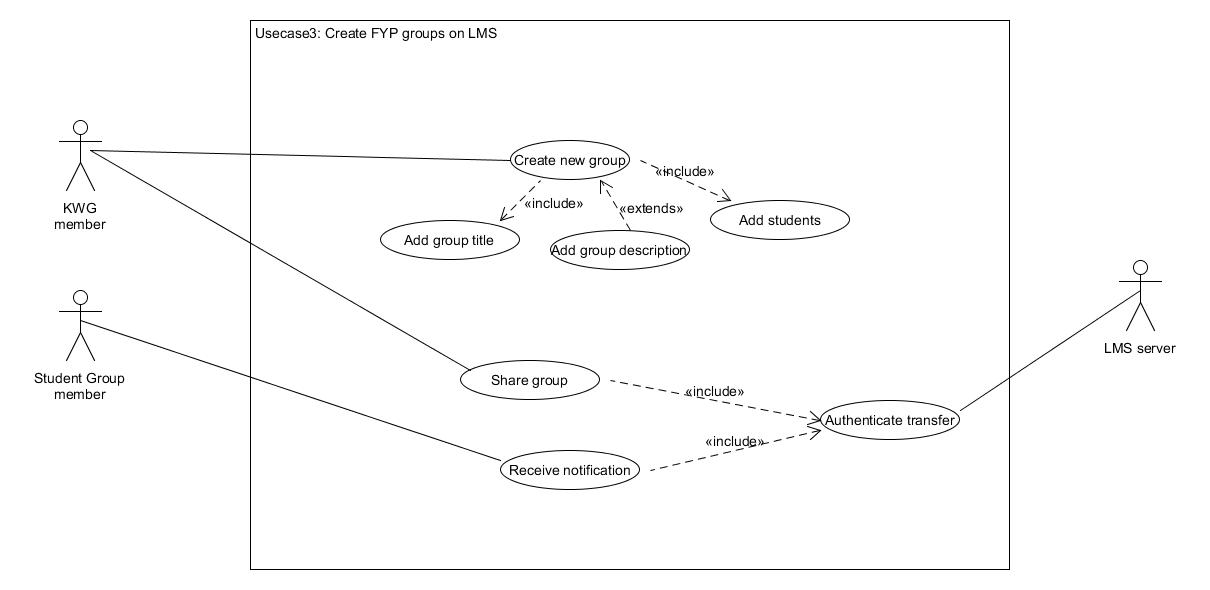 Usecase3: Create FYP groups on LMS
KWG
member
Create new group
«include»
«include»
«extends»
Add students
Add group title
Add group description
Student Group
member
LMS server
Share group
«include»
Authenticate transfer
«include»
Receive notification